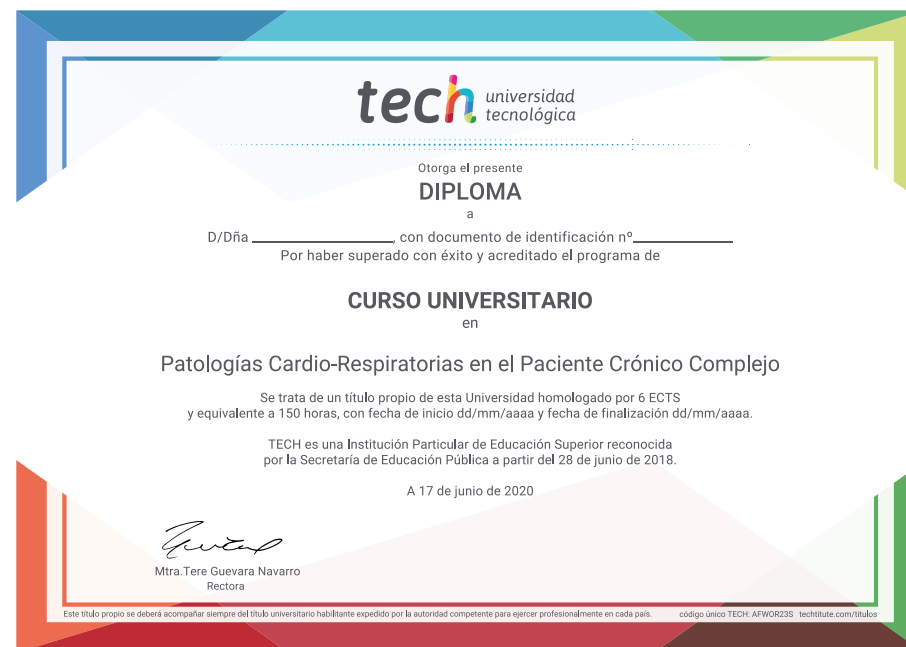 tech universidad
tecnológica
Otorga el presente
DIPLOMA
a
D/Dña ____________________, con documento de identificación nº______________
Por haber superado con éxito y acreditado el programa de
CURSO UNIVERSITARIO
en
Patologías Cardio-Respiratorias en el Paciente Crónico Complejo
Se trata de un título propio de esta Universidad homologado por 6 ECTS
y equivalente a 150 horas, con fecha de inicio dd/mm/aaaa y fecha de finalización dd/mm/aaaa.
TECH es una Institución Particular de Educación Superior reconocida
por la Secretaría de Educación Pública a partir del 28 de junio de 2018.
A 17 de junio de 2020
Mtra.Tere Guevara Navarro
Rectora
Este título propio se deberá acompañar siempre del título universitario habilitante expedido por la autoridad competente para ejercer profesionalmente en cada país. código único TECH: AFWOR23S techtitute.com/títulos